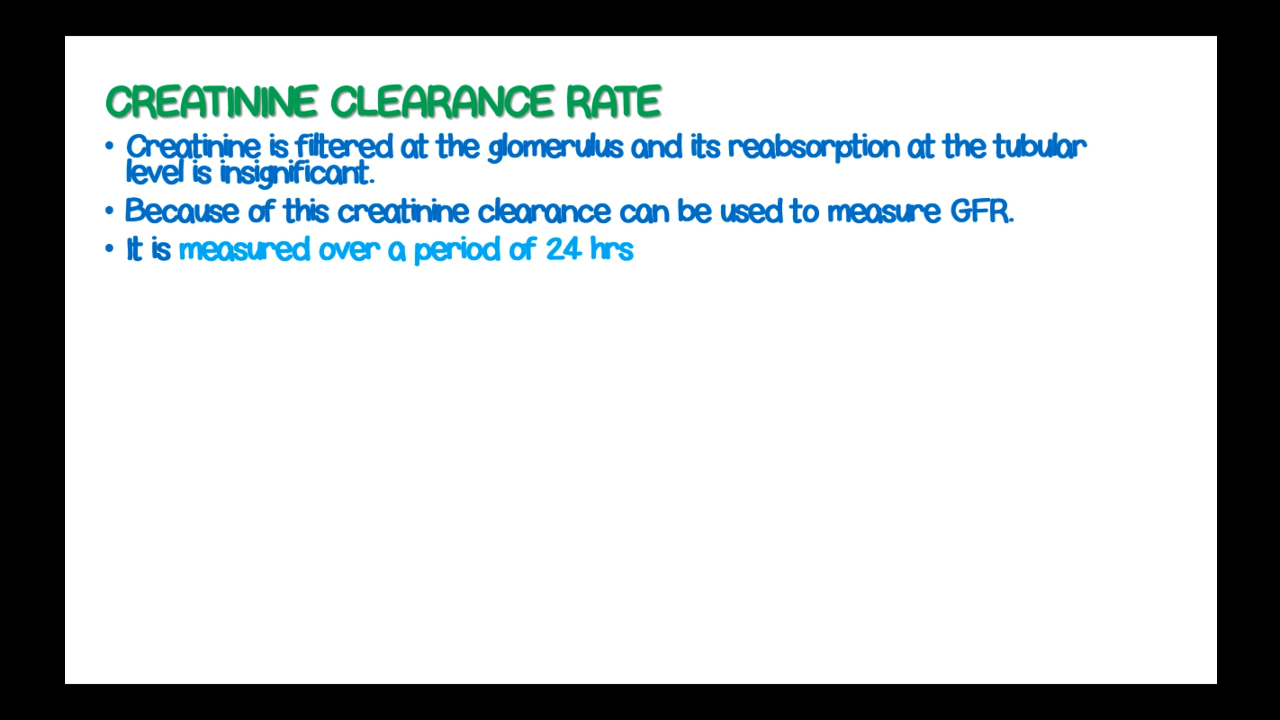 CREATININE CLEARANCE RATE
• Creatinine is filtered at the glomerulus and its reabsorption at the tubular
level is insignificant.
• Because of this creatinine clearance can be used to measure GFR.
• It is measured over a period of 24 hrs